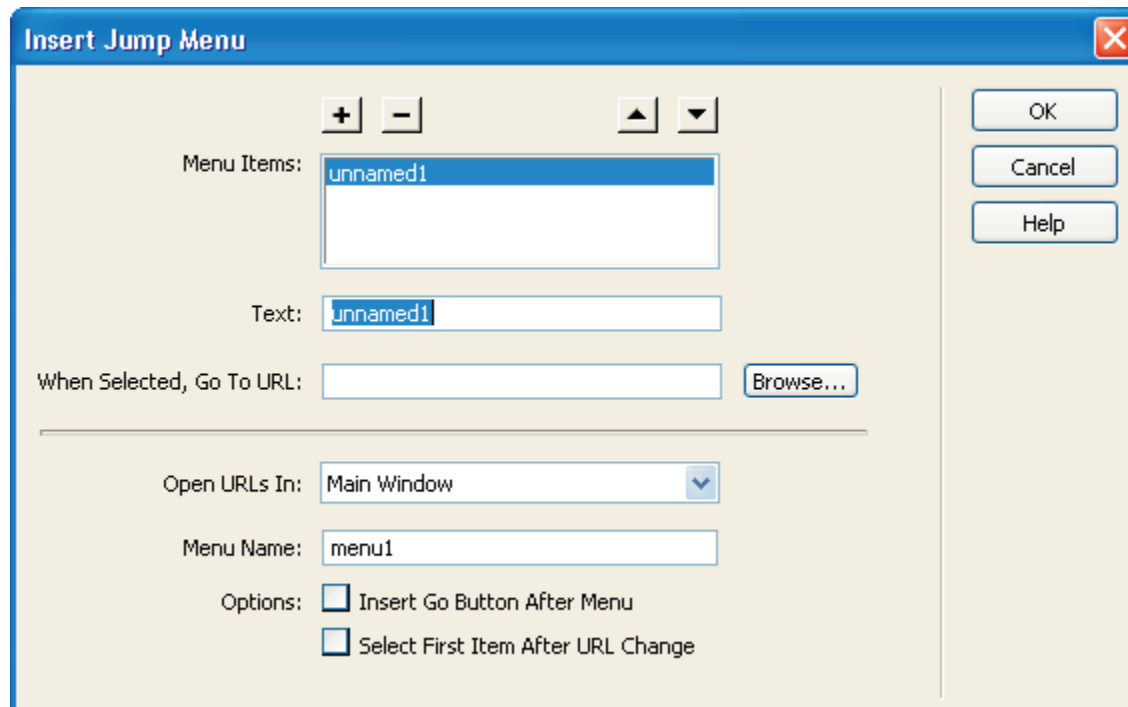 Insert Jump Menu
OK
Menu Items: unnamed1
Cancel
Help
Text: unnamed1
When Selected, Go To URL: Browse...
Open URLs In: Main Window
Menu Name: menu1
Options: Insert Go Button After Menu
Select First Item After URL Change